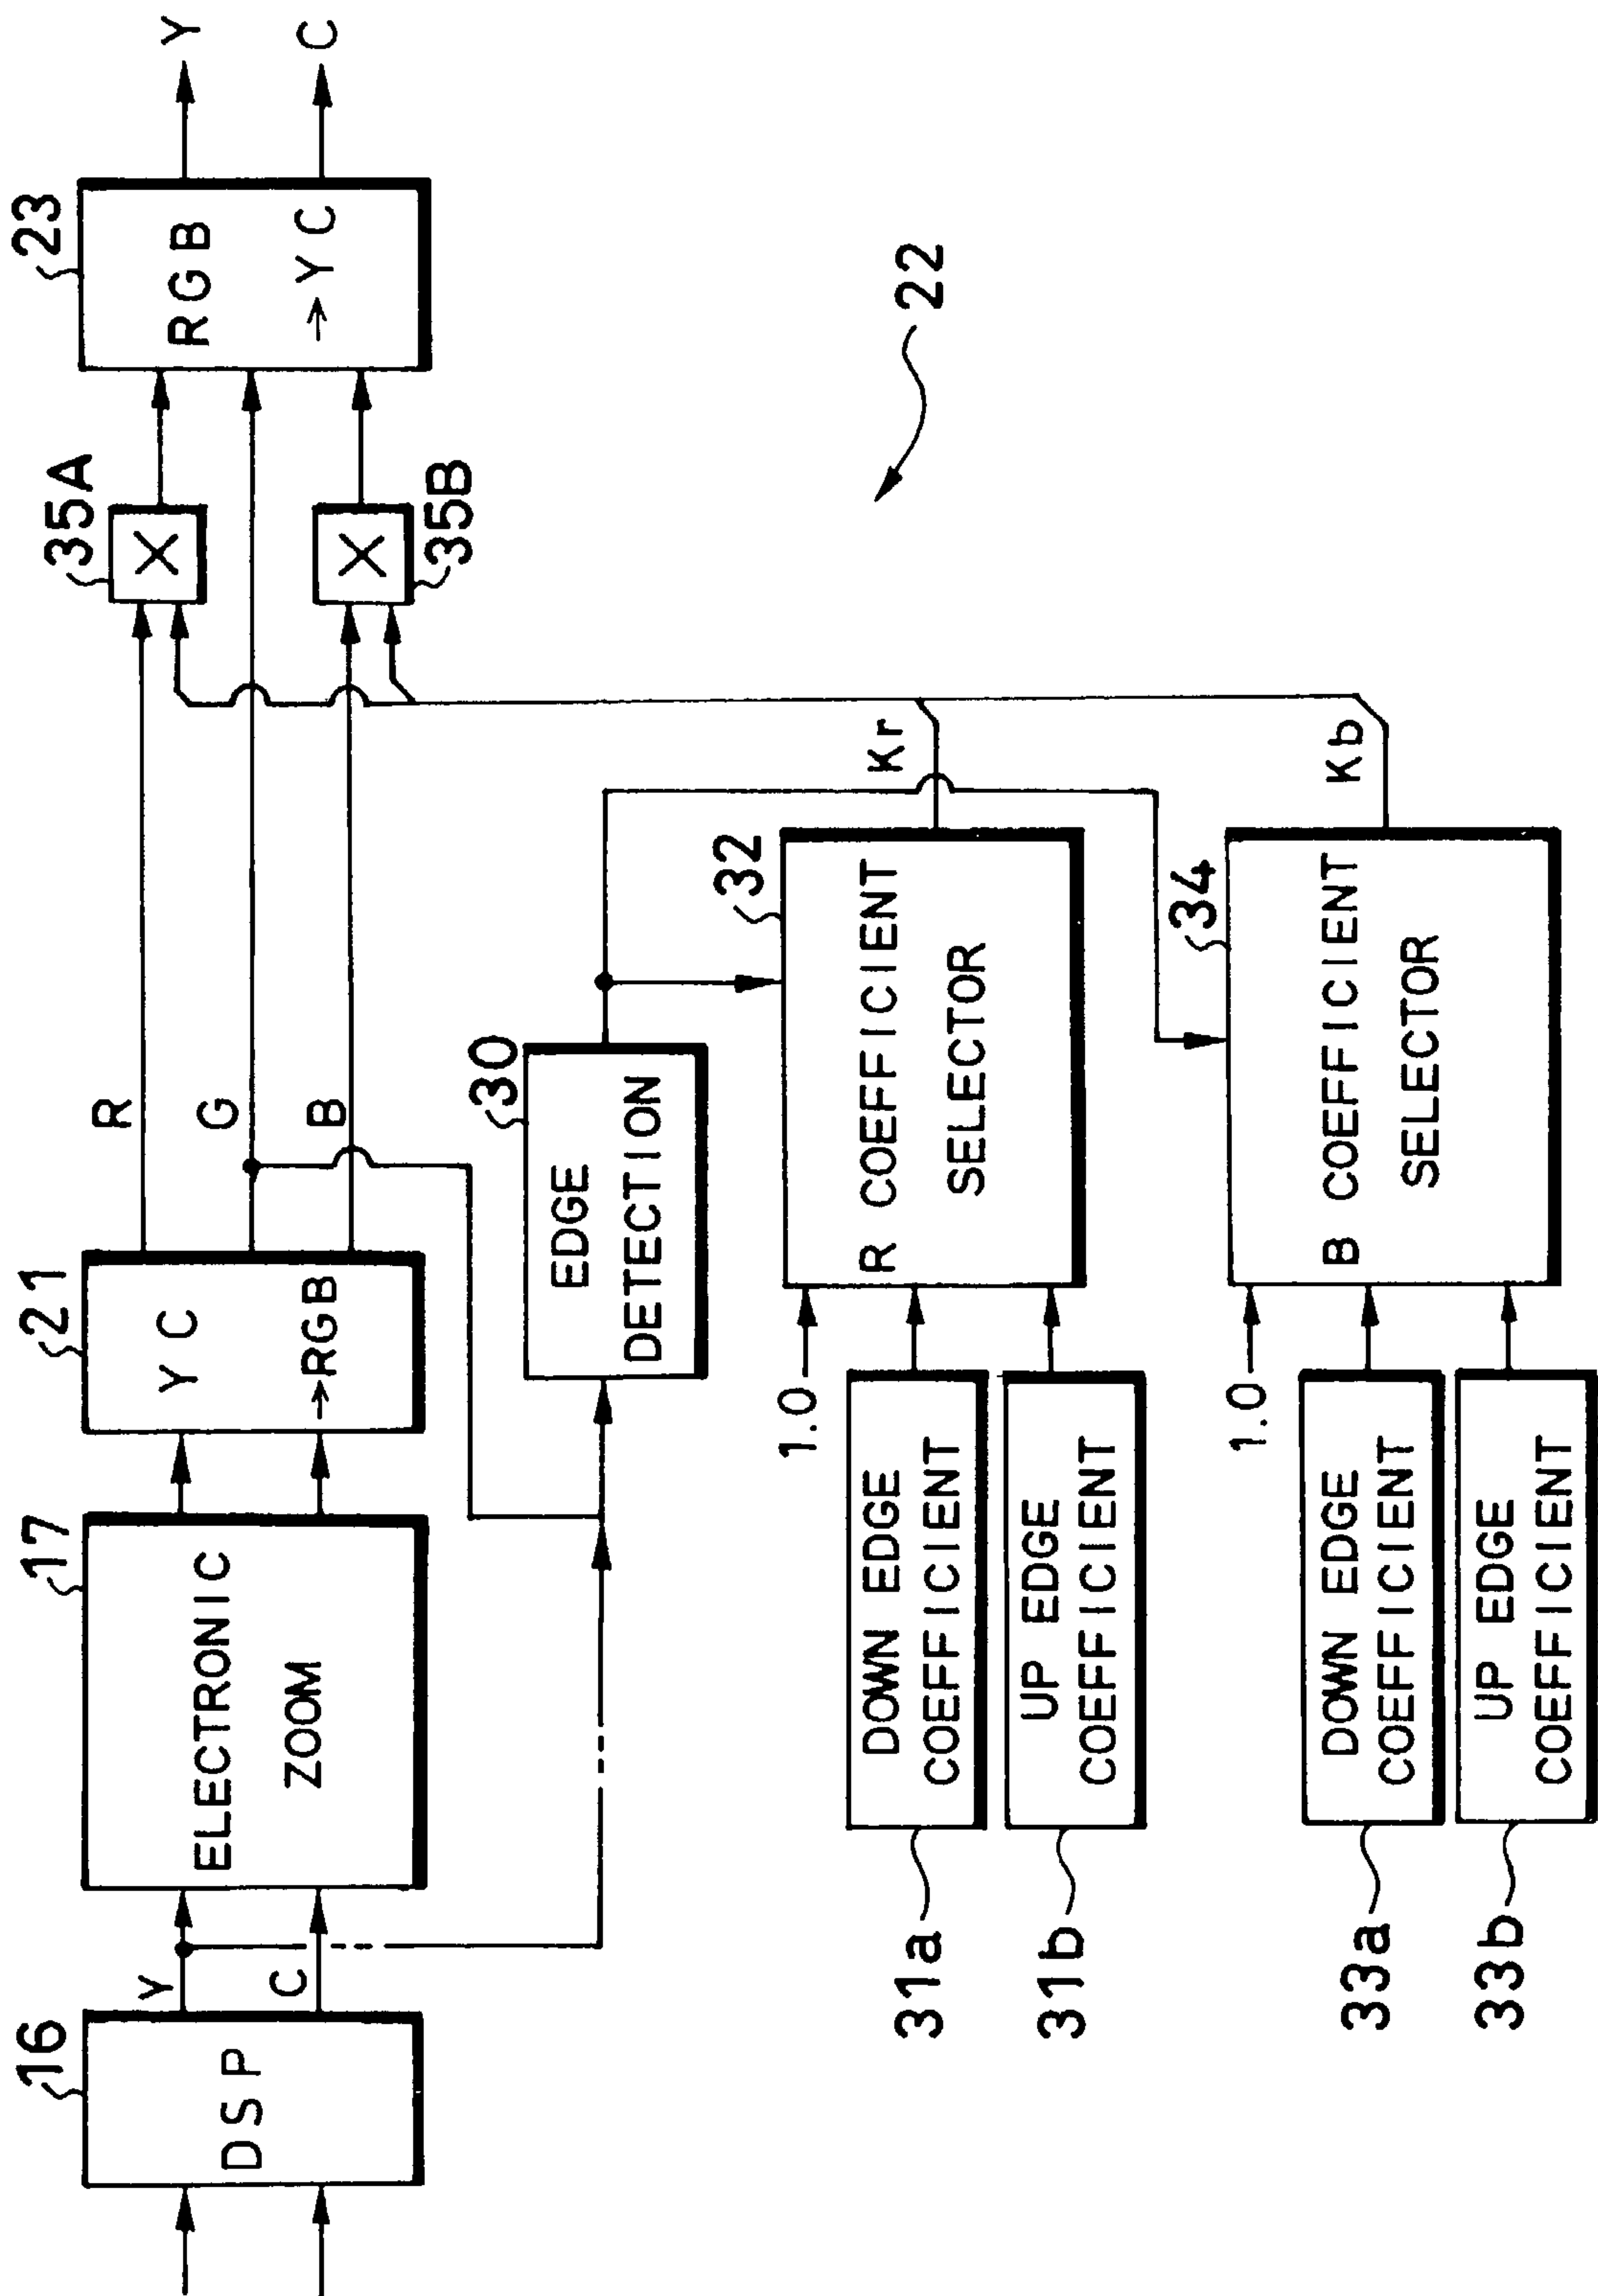 16
DSP
Y
C
17
ELECTRONIC
ZOOM
21
YC
→RGB
R
G
B
35A
X
35B
X
23
RGB
→YC
Y
C
30
EDGE
DETECTION
22
1.0
31a
DOWN EDGE
COEFFICIENT
31b
UP EDGE
COEFFICIENT
32
R COEFFICIENT
SELECTOR
Kr
1.0
33a
DOWN EDGE
COEFFICIENT
33b
UP EDGE
COEFFICIENT
34
B COEFFICIENT
SELECTOR
Kb